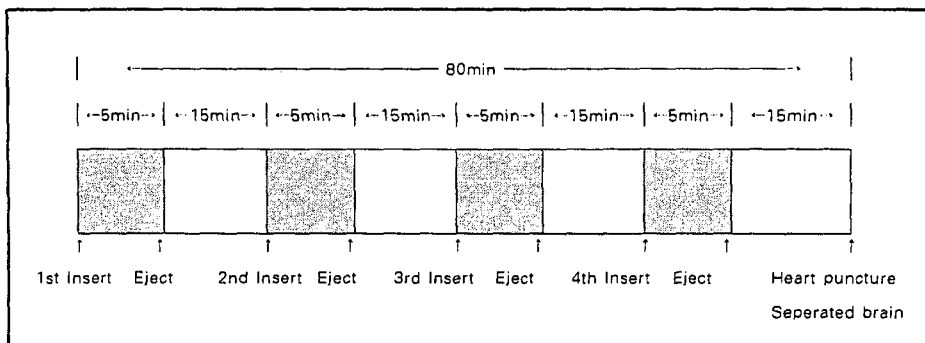 80min
5min 15min 5min 15min 5min 15min 5min 15min
1st Insert Eject 2nd Insert Eject 3rd Insert Eject 4th Insert Eject Heart puncture
Seperated brain